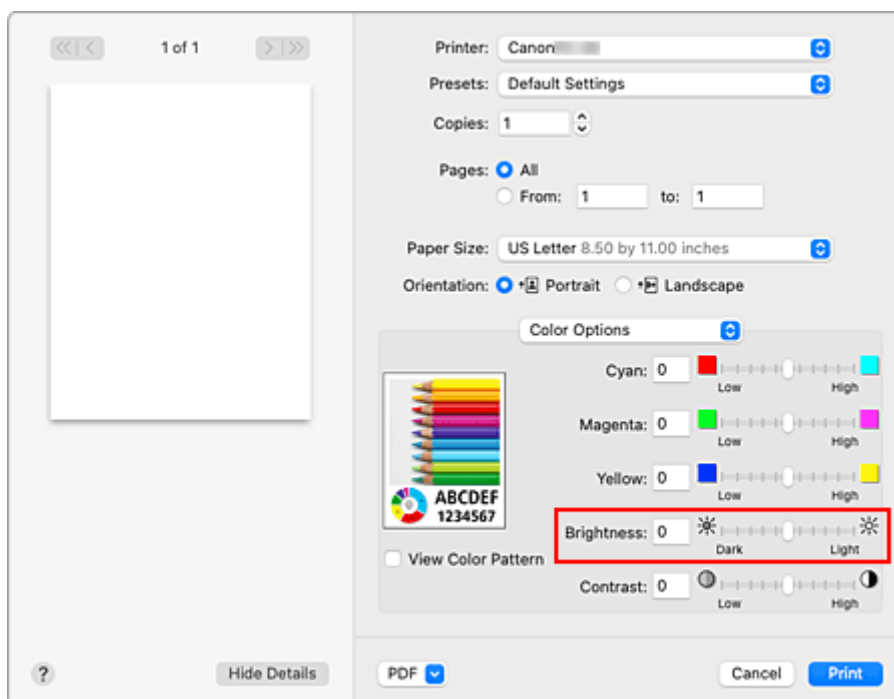 1 of 1
Printer: Canon
Presets: Default Settings
Copies: 1
Pages: All
From: 1 to: 1
Paper Size: US Letter 8.50 by 11.00 inches
Orientation: Portrait Landscape
Color Options
Cyan: 0
Low High
Magenta: 0
Low High
Yellow: 0
Low High
ABCDEF
1234567
Brightness: 0
Dark Light
View Color Pattern
Contrast: 0
Low High
? Hide Details PDF Cancel Print